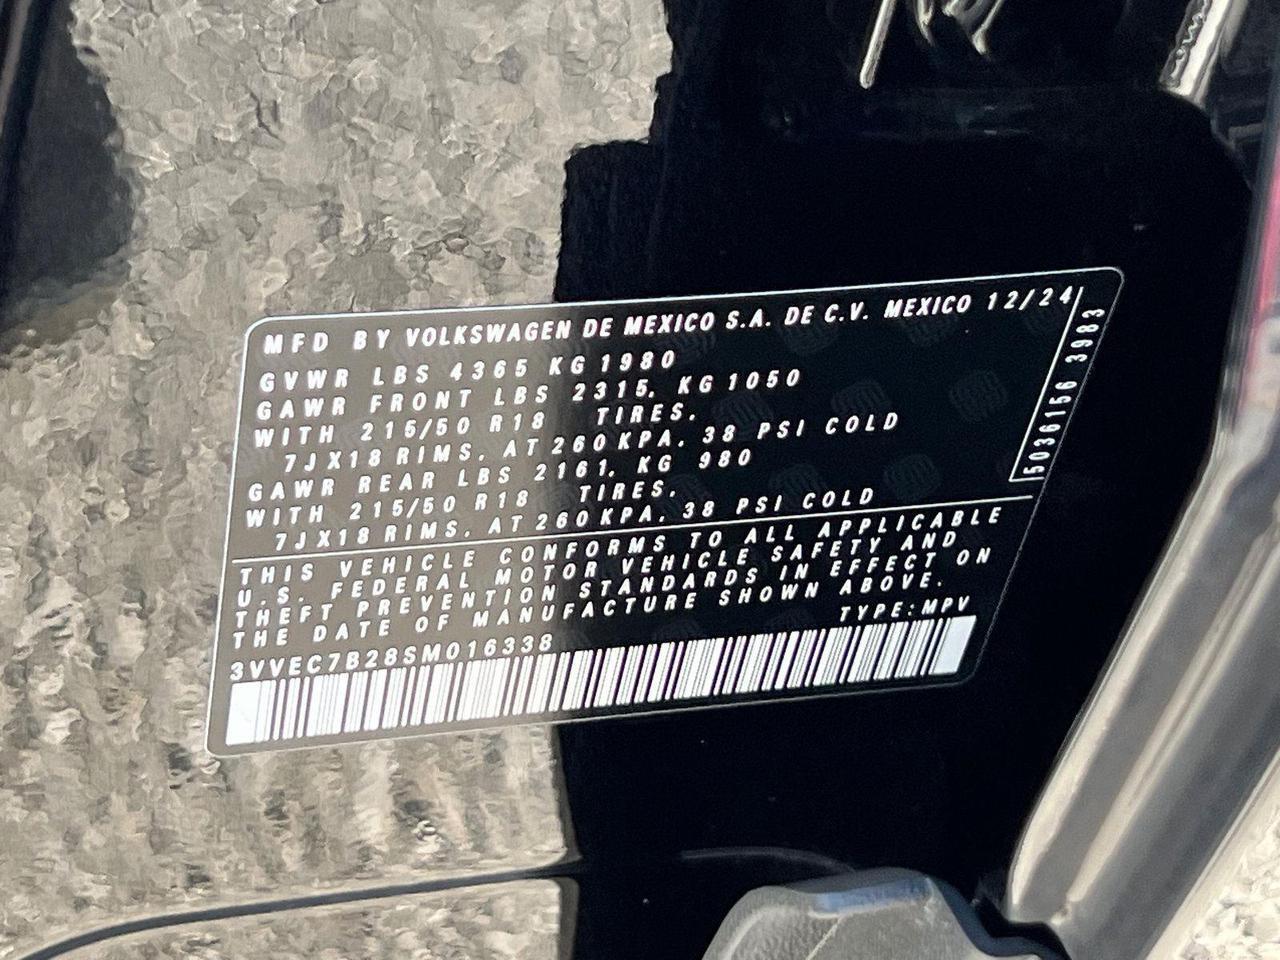 MFD BY VOLKSWAGEN DE MEXICO S.A. DE C.V. MEXICO 12/24
GVWR LBS 4365 KG 1980
GAWR FRONT LBS 2315, KG 1050
WITH 215/50 R18 TIRES,
7JX18 RIMS, AT 260 KPA, 38 PSI COLD
GAWR REAR LBS 2161, KG 980
WITH 215/50 R18 TIRES,
7JX18 RIMS, AT 260 KPA, 38 PSI COLD
5036156 3983
THIS VEHICLE CONFORMS TO ALL APPLICABLE
U.S. FEDERAL MOTOR VEHICLE SAFETY AND
THEFT PREVENTION STANDARDS IN EFFECT ON
THE DATE OF MANUFACTURE SHOWN ABOVE.
3VVEC7B28SM016338 TYPE: MPV